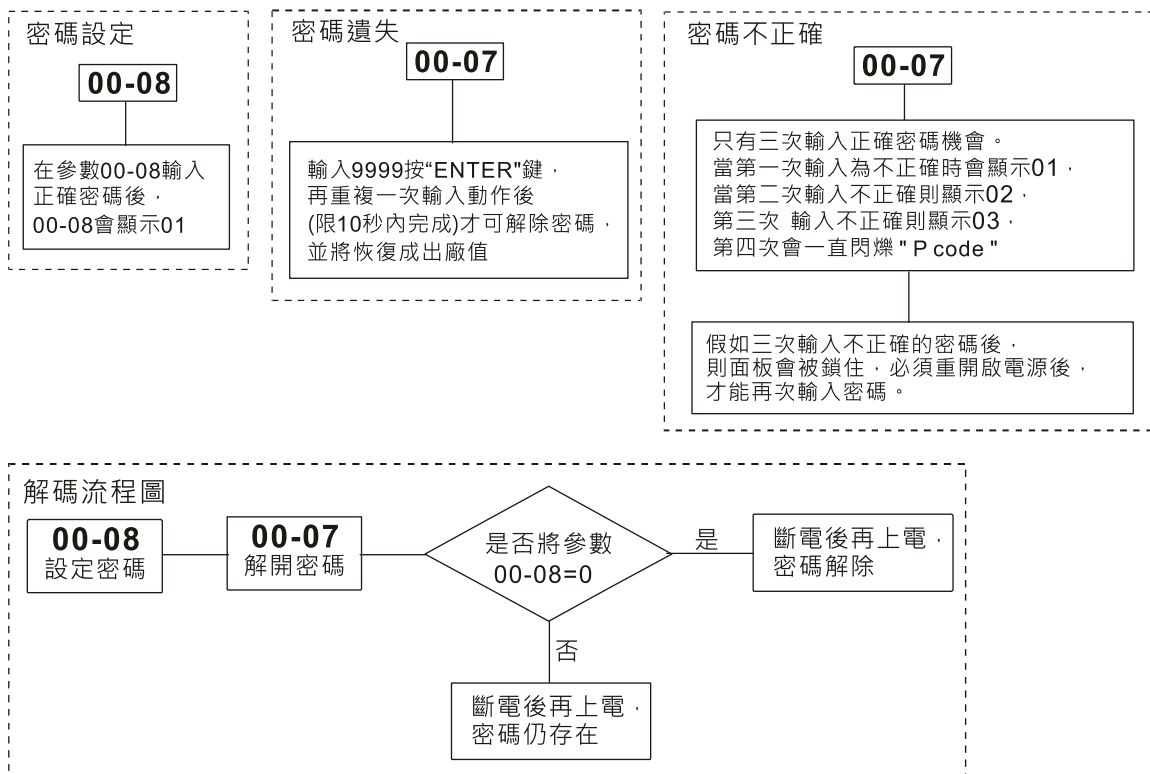 密碼設定
00-08
在參數00-08輸入
正確密碼後，
00-08會顯示01
密碼遺失
00-07
輸入9999按“ENTER"鍵，
再重複一次輸入動作後
(限10秒內完成)才可解除密碼，
並將恢復成出廠值
密碼不正確
00-07
只有三次輸入正確密碼機會。
當第一次輸入為不正確時會顯示01，
當第二次輸入不正確則顯示02，
第三次 輸入不正確則顯示03，
第四次會一直閃爍 " P code "
假如三次輸入不正確的密碼後，
則面板會被鎖住，必須重開啟電源後，
才能再次輸入密碼。
解碼流程圖
00-08
設定密碼
00-07
解開密碼
是否將參數
00-08=0
是
斷電後再上電，
密碼解除
否
斷電後再上電，
密碼仍存在